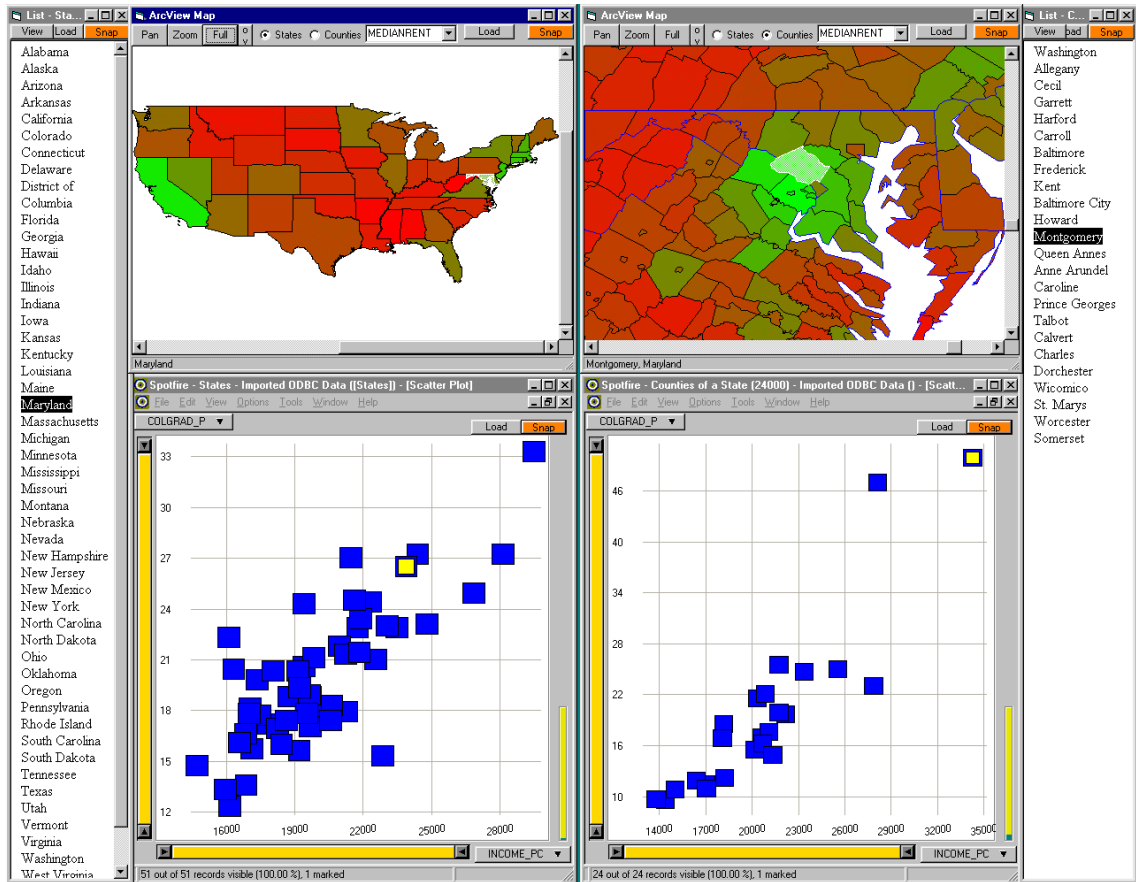 List - Sta...
View Load Snap
Alabama
Alaska
Arizona
Arkansas
California
Colorado
Connecticut
Delaware
District of
Columbia
Florida
Georgia
Hawaii
Idaho
Illinois
Indiana
Iowa
Kansas
Kentucky
Louisiana
Maine
Maryland
Massachusetts
Michigan
Minnesota
Mississippi
Missouri
Montana
Nebraska
Nevada
New Hampshire
New Jersey
New Mexico
New York
North Carolina
North Dakota
Ohio
Oklahoma
Oregon
Pennsylvania
Rhode Island
South Carolina
South Dakota
Tennessee
Texas
Utah
Vermont
Virginia
Washington
West Virginia
ArcView Map
Pan Zoom Full o v States Counties MEDIANRENT Load Snap
Maryland
ArcView Map
Pan Zoom Full o v States Counties MEDIANRENT Load Snap
Montgomery, Maryland
Spotfire - States - Imported ODBC Data ([States]) - [Scatter Plot]
File Edit View Options Tools Window Help
COLGRAD_P Load Snap
33
30
27
24
21
18
15
12
16000 19000 22000 25000 28000
INCOME_PC
51 out of 51 records visible (100.00 %), 1 marked
Spotfire - Counties of a State (24000) - Imported ODBC Data () - [Scatt...
File Edit View Options Tools Window Help
COLGRAD_P Load Snap
46
40
34
28
22
16
10
14000 17000 20000 23000 26000 29000 32000 35000
INCOME_PC
24 out of 24 records visible (100.00 %), 1 marked
List - C...
View oad Snap
Washington
Allegany
Cecil
Garrett
Harford
Carroll
Baltimore
Frederick
Kent
Baltimore City
Howard
Montgomery
Queen Annes
Anne Arundel
Caroline
Prince Georges
Talbot
Calvert
Charles
Dorchester
Wicomico
St. Marys
Worcester
Somerset